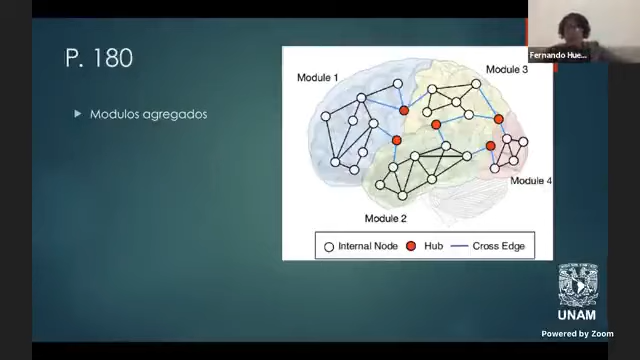 P. 180
Modulos agregados
Module 1
Module 3
Module 4
Module 2
Internal Node
Hub
Cross Edge
Fernando Hue...
UNAM
Powered by Zoom